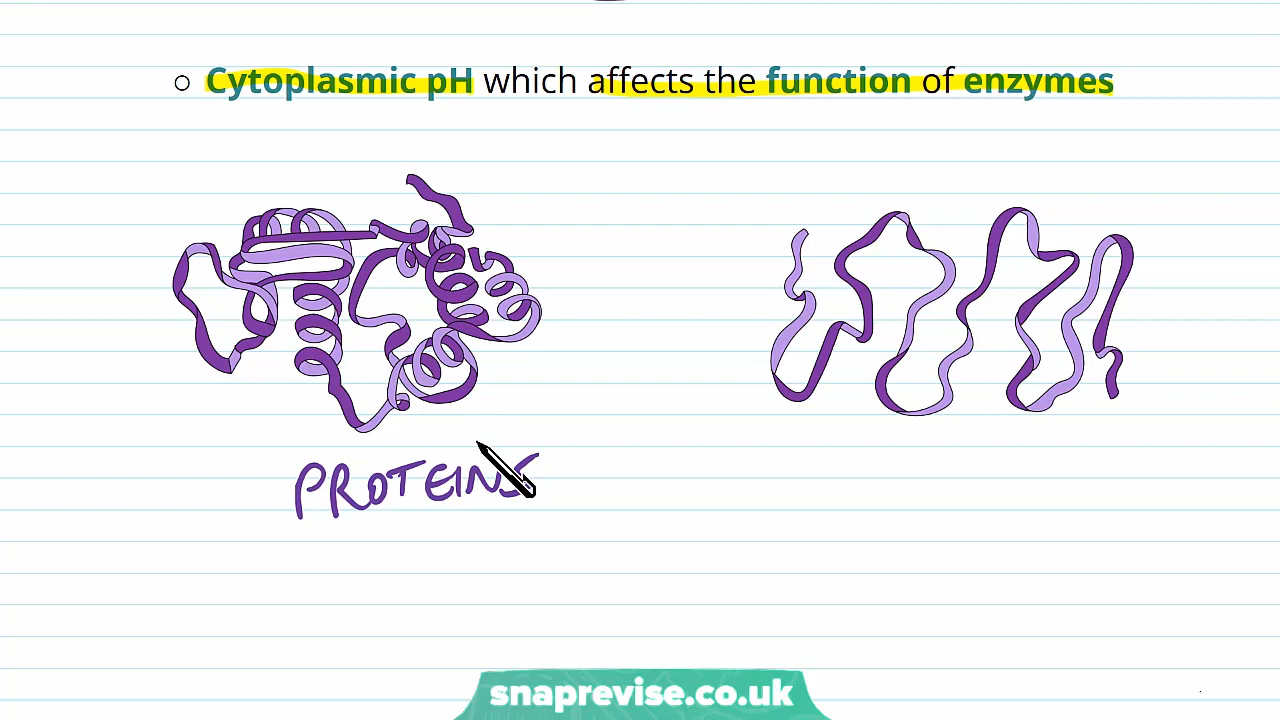 ○ Cytoplasmic pH which affects the function of enzymes
PROTEINS
snaprevise.co.uk